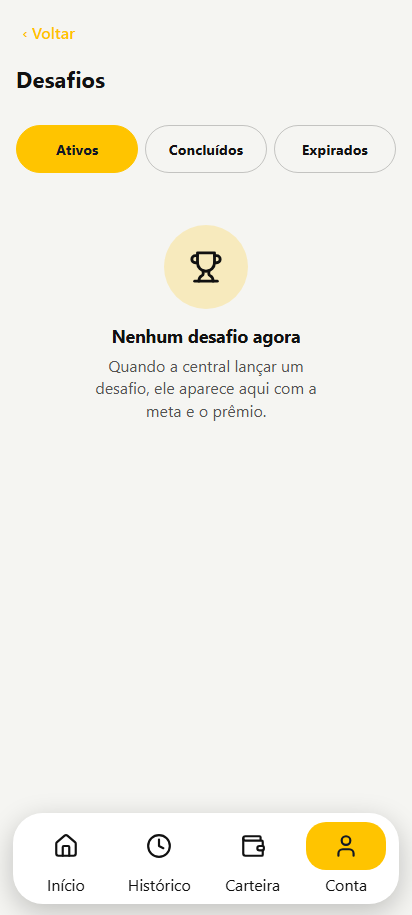 ‹ Voltar
Desafios
Ativos
Concluídos
Expirados
Nenhum desafio agora
Quando a central lançar um
desafio, ele aparece aqui com a
meta e o prêmio.
Início
Histórico
Carteira
Conta